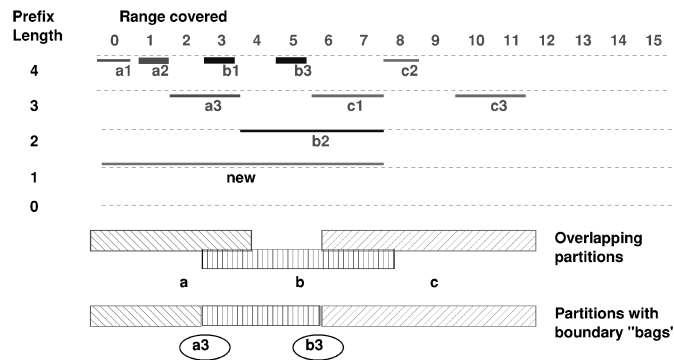 Prefix Length Range covered
0 1 2 3 4 5 6 7 8 9 10 11 12 13 14 15
4 a1 a2 b1 b3 c2
3 a3 c1 c3
2 b2
1 new
0
Overlapping
partitions
a b c
Partitions with
boundary "bags"
a3 b3